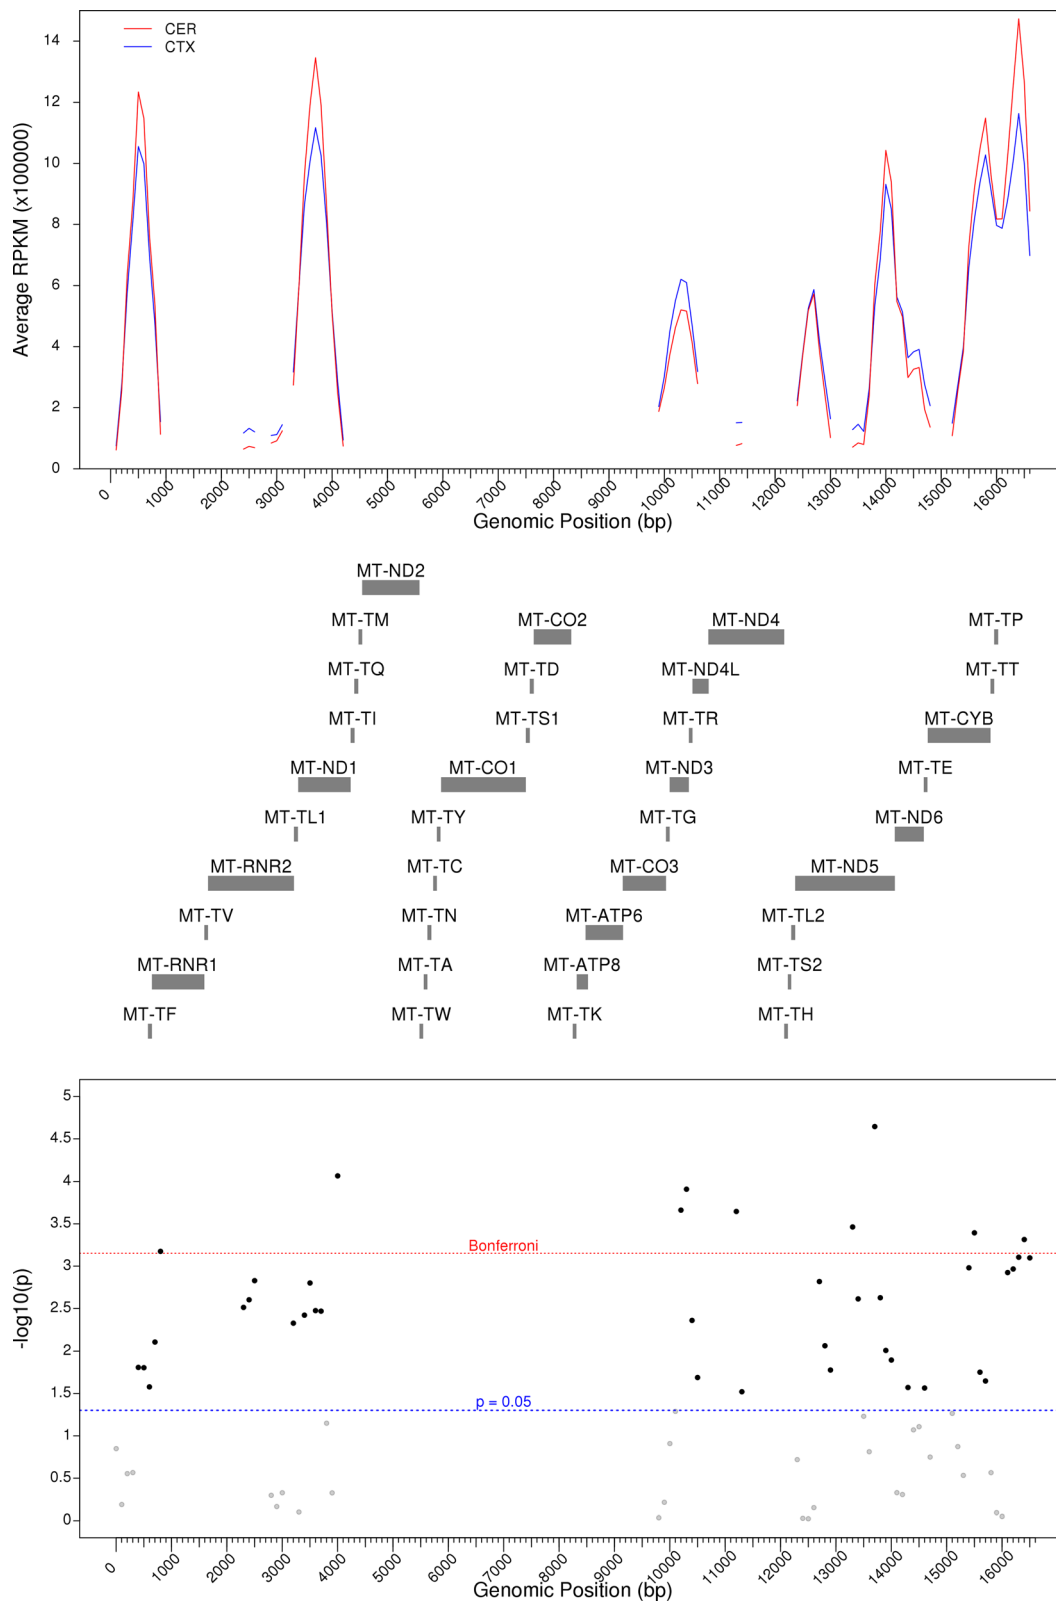 CER
CTX
14
12
10
8
6
4
2
0
Average RPKM (x100000)
0 1000 2000 3000 4000 5000 6000 7000 8000 9000 10000 11000 12000 13000 14000 15000 16000
Genomic Position (bp)
MT-ND2
MT-TM MT-CO2 MT-ND4 MT-TP
MT-TQ MT-TD MT-ND4L MT-TT
MT-TI MT-TS1 MT-TR MT-CYB
MT-ND1 MT-CO1 MT-ND3 MT-TE
MT-TL1 MT-TY MT-TG MT-ND6
MT-RNR2 MT-TC MT-CO3 MT-ND5
MT-TV MT-TN MT-ATP6 MT-TL2
MT-RNR1 MT-TA MT-ATP8 MT-TS2
MT-TF MT-TW MT-TK MT-TH
5
4.5
4
3.5
3
2.5
2
1.5
1
0.5
0
-log10(p)
Bonferroni
p = 0.05
0 1000 2000 3000 4000 5000 6000 7000 8000 9000 10000 11000 12000 13000 14000 15000 16000
Genomic Position (bp)